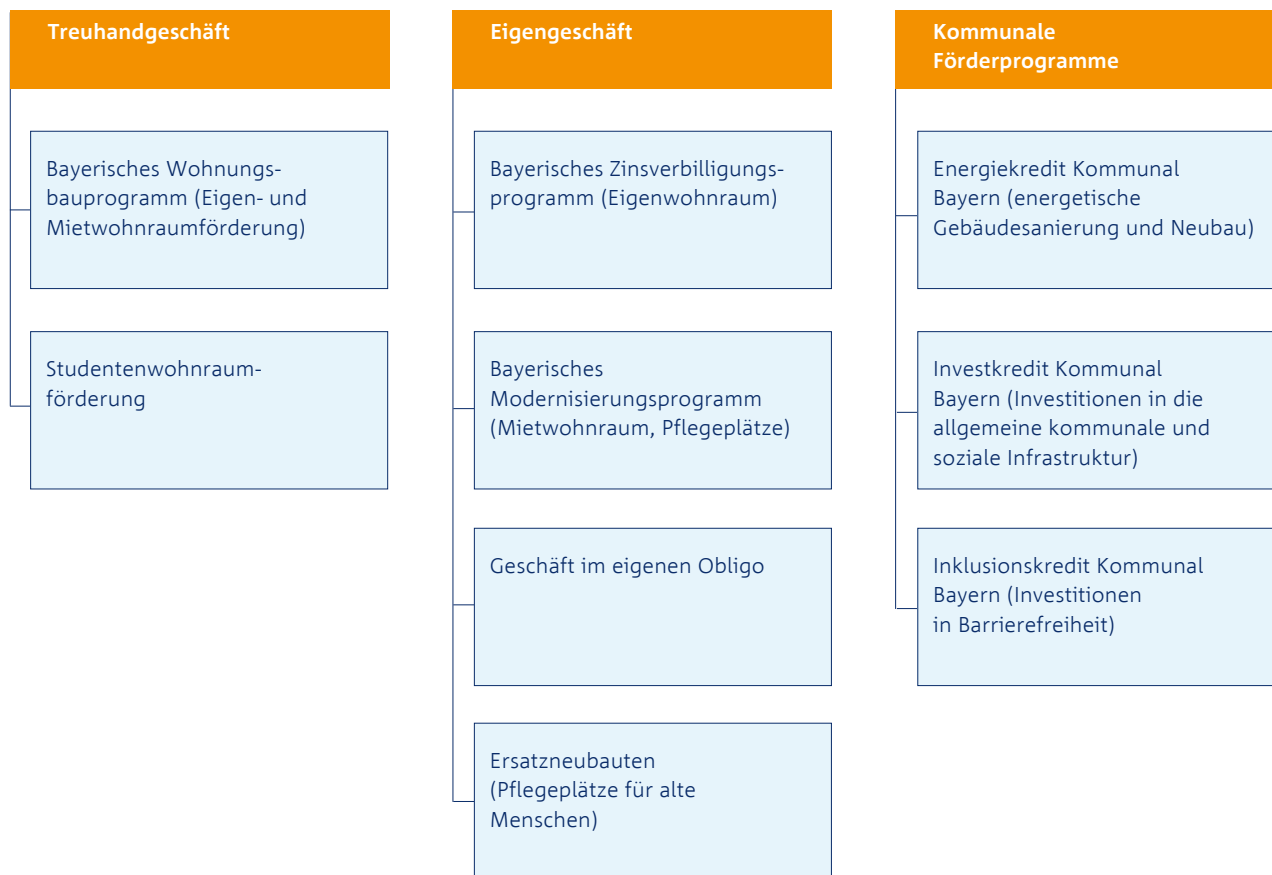 Treuhandgeschäft
Bayerisches Wohnungs-
bauprogramm (Eigen- und
Mietwohnraumförderung)
Studentenwohnraum-
förderung
Eigengeschäft
Bayerisches Zinsverbilligungs-
programm (Eigenwohnraum)
Bayerisches
Modernisierungsprogramm
(Mietwohnraum, Pflegeplätze)
Geschäft im eigenen Obligo
Ersatzneubauten
(Pflegeplätze für alte
Menschen)
Kommunale
Förderprogramme
Energiekredit Kommunal
Bayern (energetische
Gebäudesanierung und Neubau)
Investkredit Kommunal
Bayern (Investitionen in die
allgemeine kommunale und
soziale Infrastruktur)
Inklusionskredit Kommunal
Bayern (Investitionen
in Barrierefreiheit)